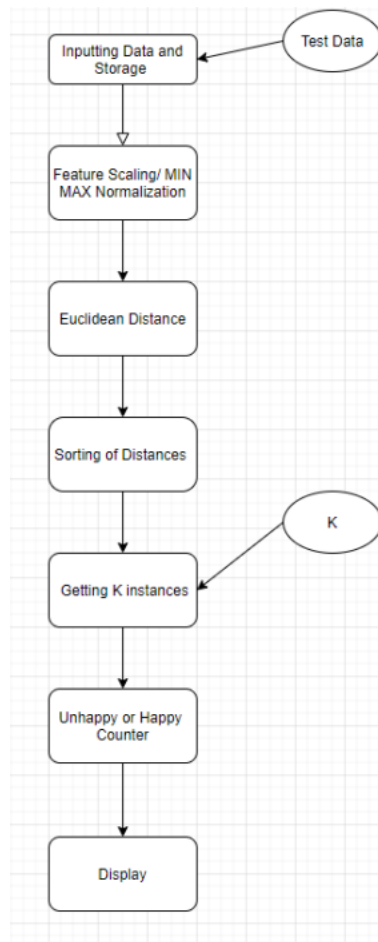 Test Data
Inputting Data and
Storage
Feature Scaling/ MIN
MAX Normalization
Euclidean Distance
Sorting of Distances
K
Getting K instances
Unhappy or Happy
Counter
Display